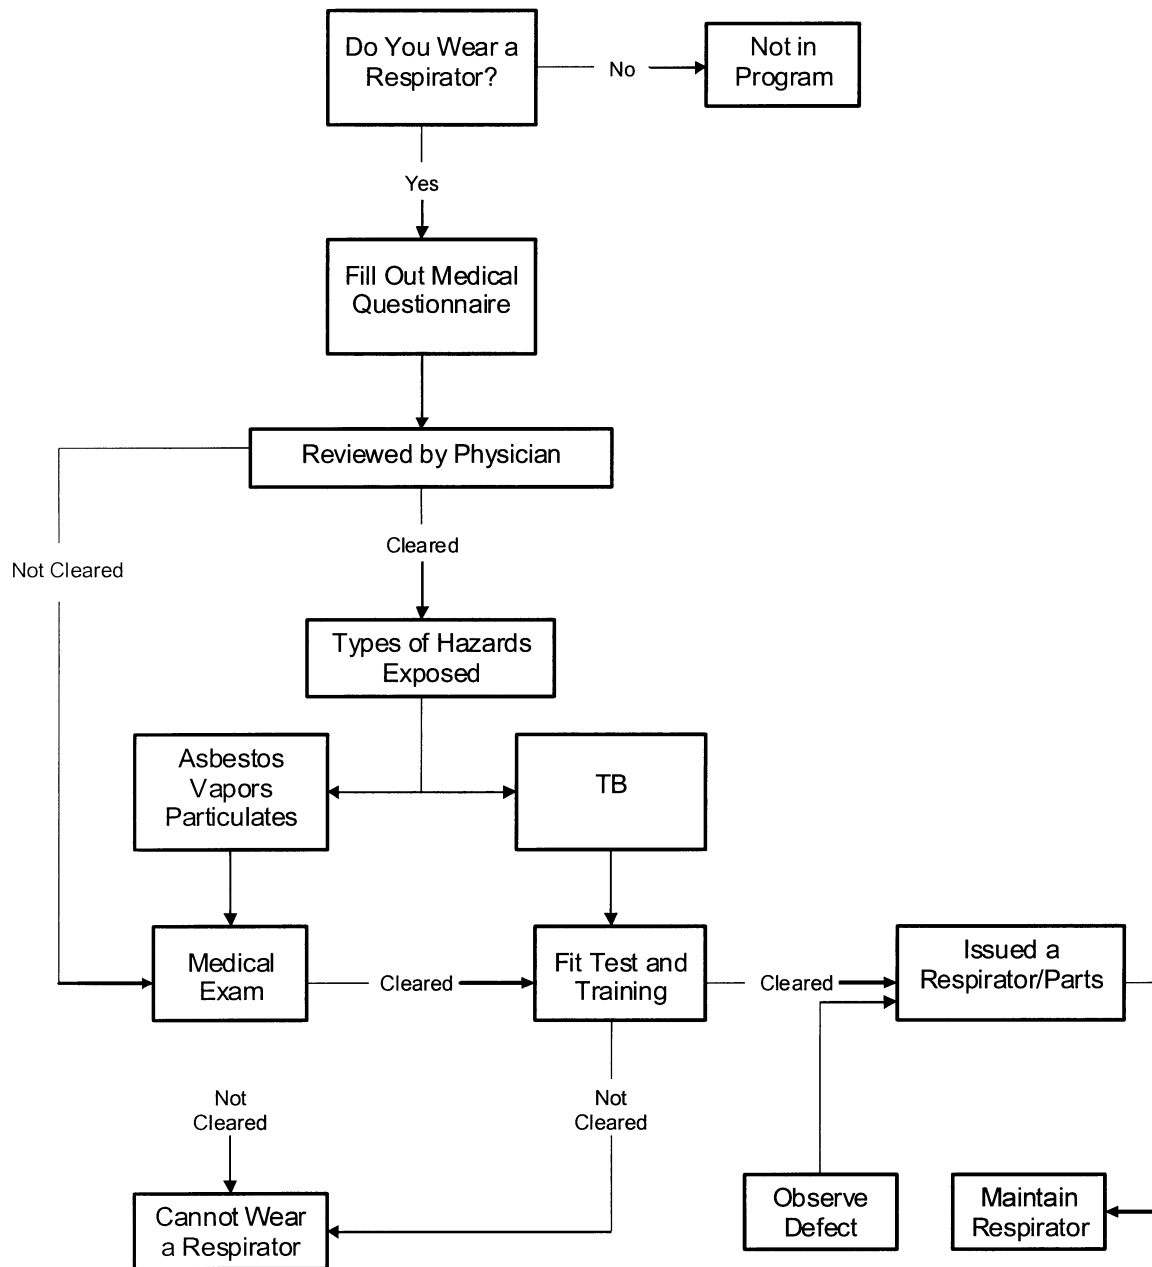 Do You Wear a
Respirator?
No
Not in
Program
Yes
Fill Out Medical
Questionnaire
Reviewed by Physician
Not Cleared
Cleared
Types of Hazards
Exposed
Asbestos
Vapors
Particulates
TB
Medical
Exam
Cleared
Fit Test and
Training
Cleared
Issued a
Respirator/Parts
Not
Cleared
Not
Cleared
Cannot Wear
a Respirator
Observe
Defect
Maintain
Respirator